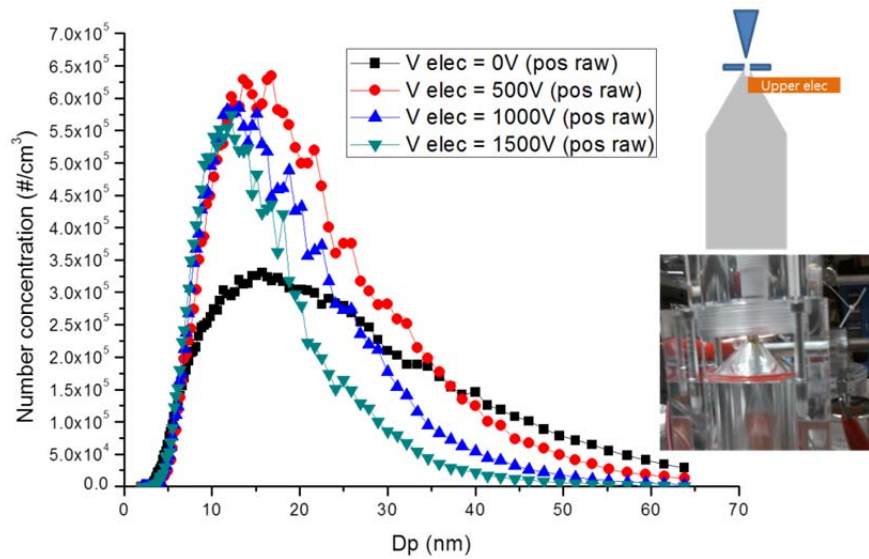 7.0x10⁵
6.5x10⁵
6.0x10⁵
5.5x10⁵
5.0x10⁵
4.5x10⁵
4.0x10⁵
3.5x10⁵
3.0x10⁵
2.5x10⁵
2.0x10⁵
1.5x10⁵
1.0x10⁵
5.0x10⁴
0.0
Number concentration (#/cm³)
V elec = 0V (pos raw)
V elec = 500V (pos raw)
V elec = 1000V (pos raw)
V elec = 1500V (pos raw)
Upper elec
0 10 20 30 40 50 60 70
Dp (nm)